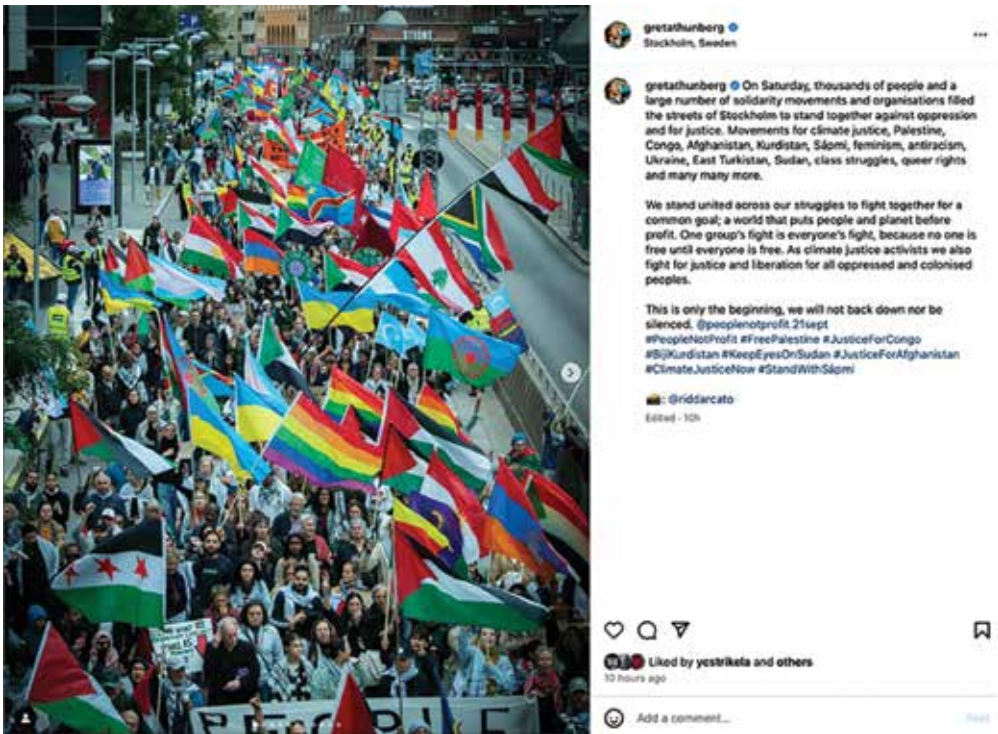 gretathunberg
Stockholm, Sweden
gretathunberg On Saturday, thousands of people and a
large number of solidarity movements and organisations filled
the streets of Stockholm to stand together against oppression
and for justice. Movements for climate justice, Palestine,
Congo, Afghanistan, Kurdistan, Sápmi, feminism, antiracism,
Ukraine, East Turkistan, Sudan, class struggles, queer rights
and many many more.
We stand united across our struggles to fight together for a
common goal; a world that puts people and planet before
profit. One group's fight is everyone's fight, because no one is
free until everyone is free. As climate justice activists we also
fight for justice and liberation for all oppressed and colonised
peoples.
This is only the beginning, we will not back down nor be
silenced. @peoplenotprofit.21sept
#PeopleNotProfit #FreePalestine #JusticeForCongo
#BijiKurdistan #KeepEyesOnSudan #JusticeForAfghanistan
#ClimateJusticeNow #StandWithSápmi
📸: @riddarcato
Edited · 10h
Liked by ycstrikela and others
10 hours ago
Add a comment...
Post
PEOPLE